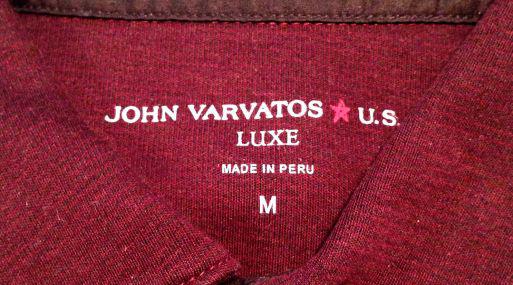 JOHN VARVATOS ★ U.S.
LUXE
MADE IN PERU
M